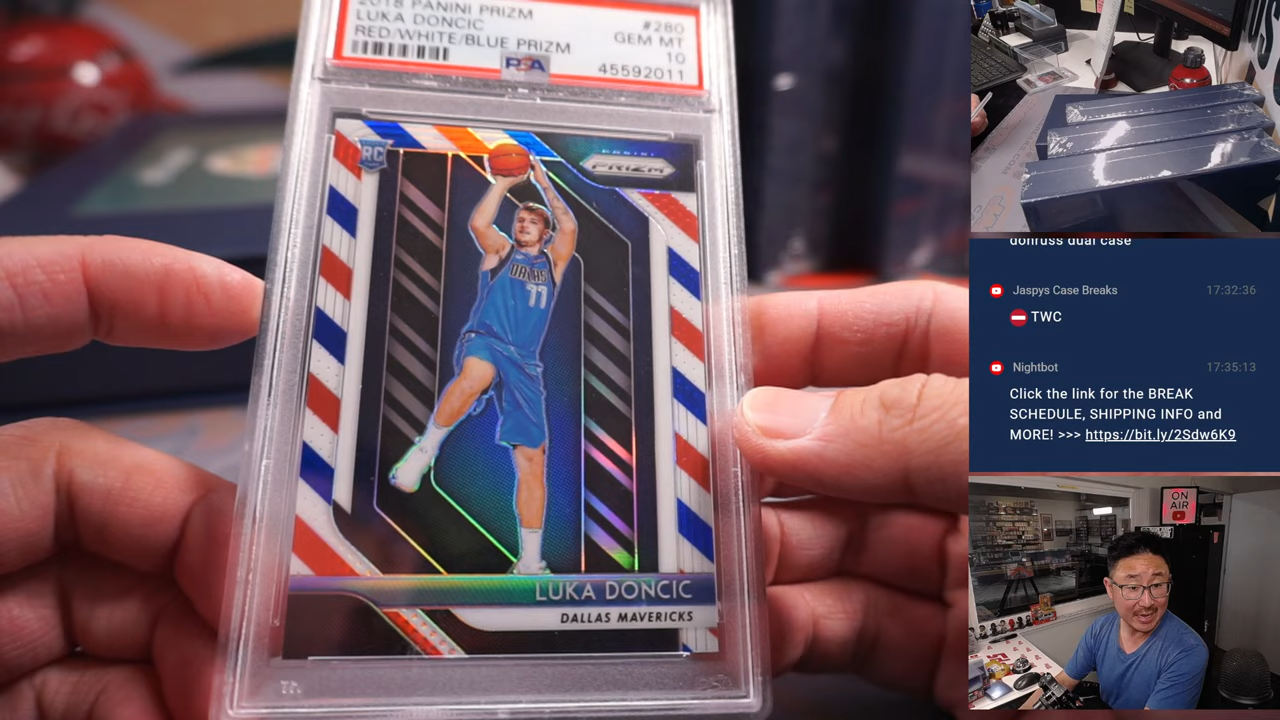 2018 PANINI PRIZM
LUKA DONCIC
RED/WHITE/BLUE PRIZM
#280
GEM MT
10
45592011
PSA
RC
PANINI
PRIZM
DALLAS
77
LUKA DONCIC
DALLAS MAVERICKS
donruss dual case
Jaspys Case Breaks
17:32:36
TWC
Nightbot
17:35:13
Click the link for the BREAK
SCHEDULE, SHIPPING INFO and
MORE! >>> https://bit.ly/2Sdw6K9
ON
AIR